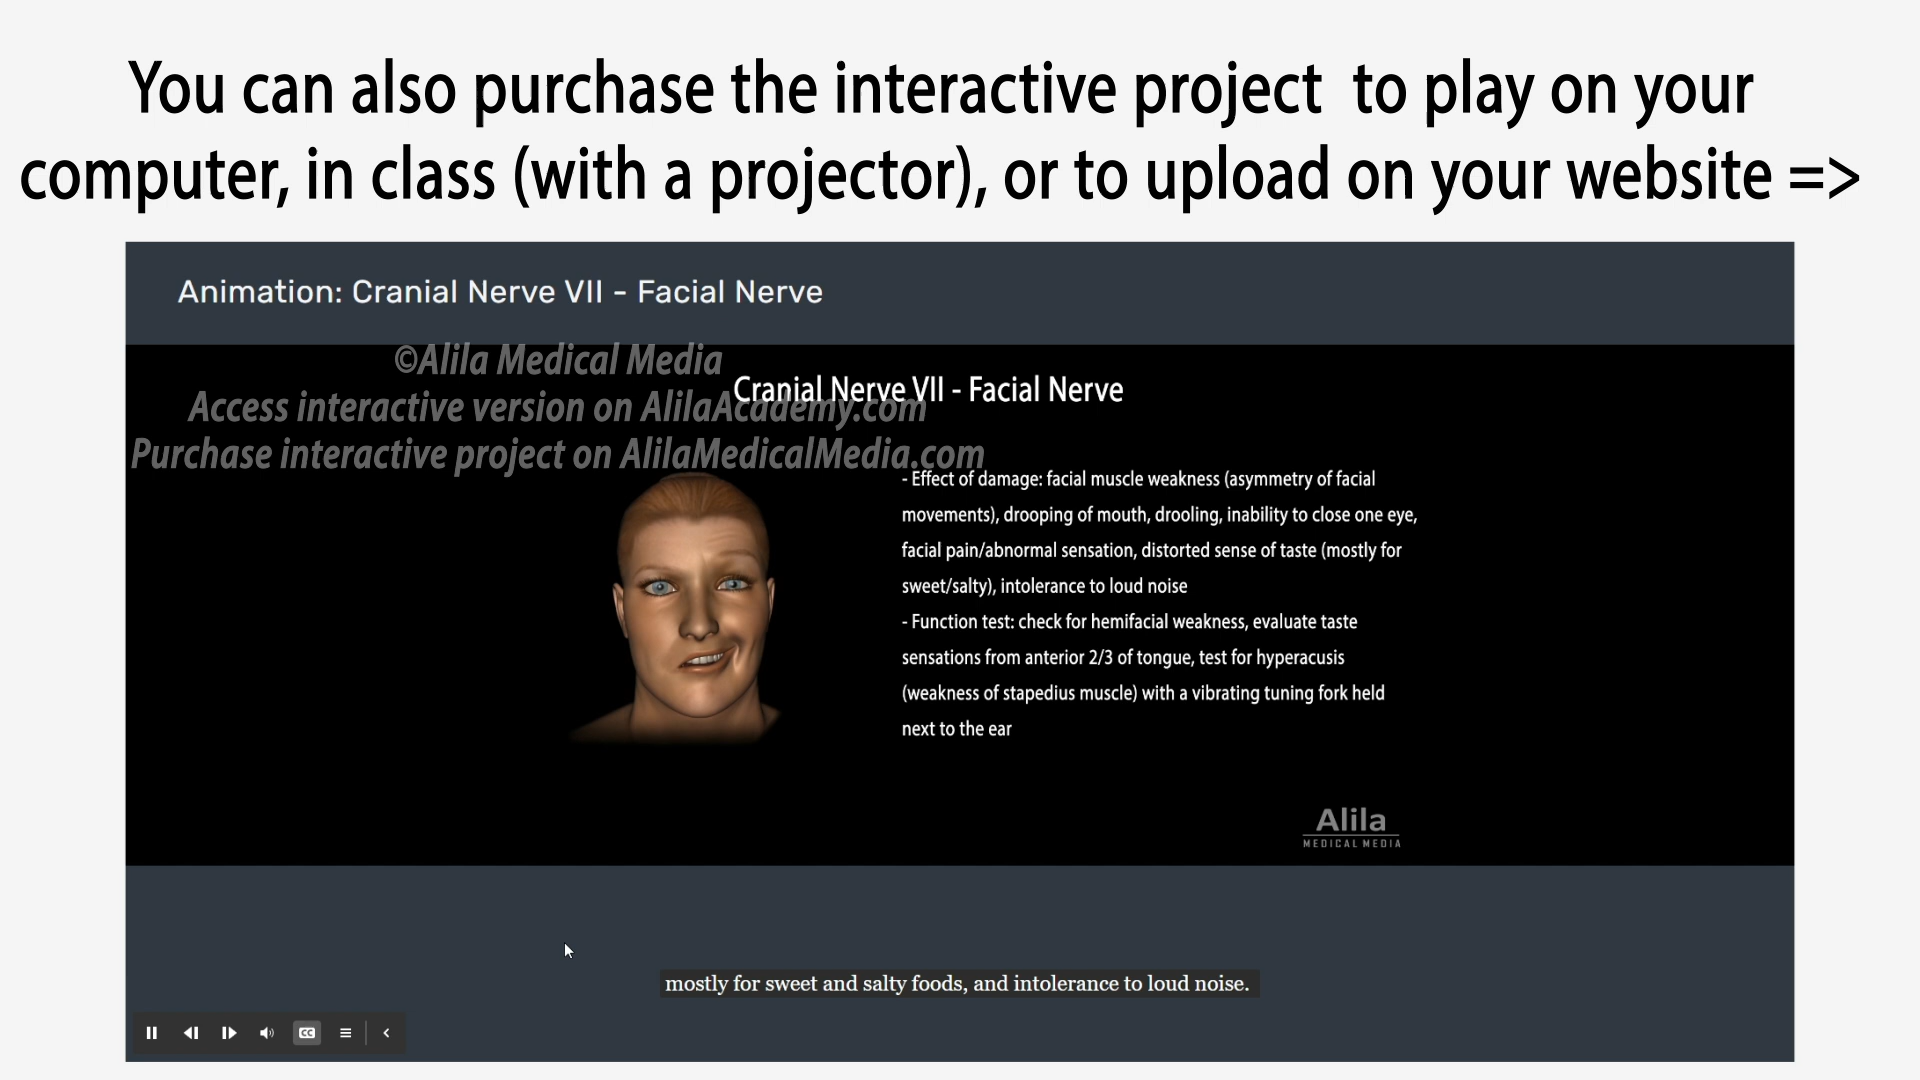 You can also purchase the interactive project  to play on your
computer, in class (with a projector), or to upload on your website =>
Animation: Cranial Nerve VII - Facial Nerve
©Alila Medical Media
Cranial Nerve VII - Facial Nerve
Access interactive version on AlilaAcademy.com
Purchase interactive project on AlilaMedicalMedia.com
- Effect of damage: facial muscle weakness (asymmetry of facial
movements), drooping of mouth, drooling, inability to close one eye,
facial pain/abnormal sensation, distorted sense of taste (mostly for
sweet/salty), intolerance to loud noise
- Function test: check for hemifacial weakness, evaluate taste
sensations from anterior 2/3 of tongue, test for hyperacusis
(weakness of stapedius muscle) with a vibrating tuning fork held
next to the ear
Alila
MEDICAL MEDIA
mostly for sweet and salty foods, and intolerance to loud noise.
CC